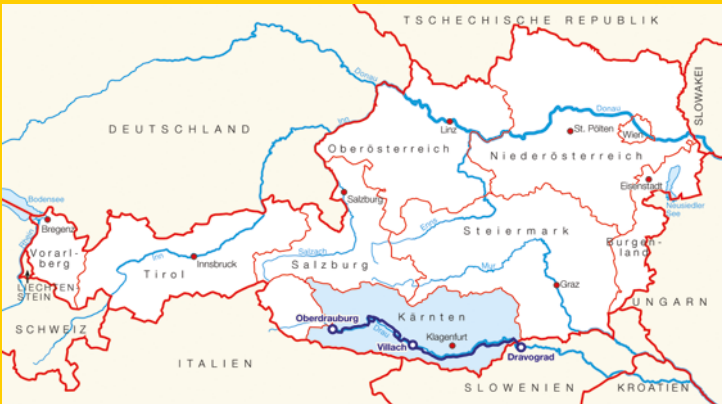 TSCHECHISCHE REPUBLIK
SLOWAKEI
Donau
Donau
DEUTSCHLAND
Inn
Linz
St. Pölten
Wien
Oberösterreich
Niederösterreich
Eisenstadt
Neusiedler
See
Bodensee
Bregenz
Rhein
Salzburg
Vorarl-
berg
Enns
Steiermark
Burgen-
land
Inn
Innsbruck
Tirol
Salzach
Salzburg
Mur
Graz
LIECHTEN
STEIN
UNGARN
SCHWEIZ
Oberdrauburg
Kärnten
Drau
Villach
Klagenfurt
Dravograd
ITALIEN
SLOWENIEN
KROATIEN